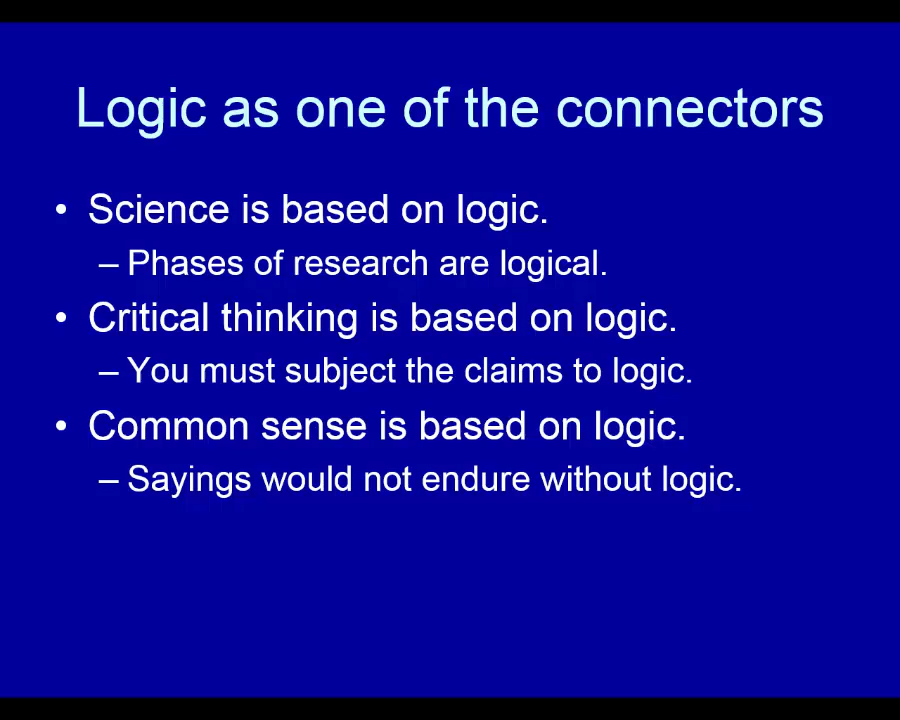 Logic as one of the connectors
• Science is based on logic.
– Phases of research are logical.
• Critical thinking is based on logic.
– You must subject the claims to logic.
• Common sense is based on logic.
– Sayings would not endure without logic.